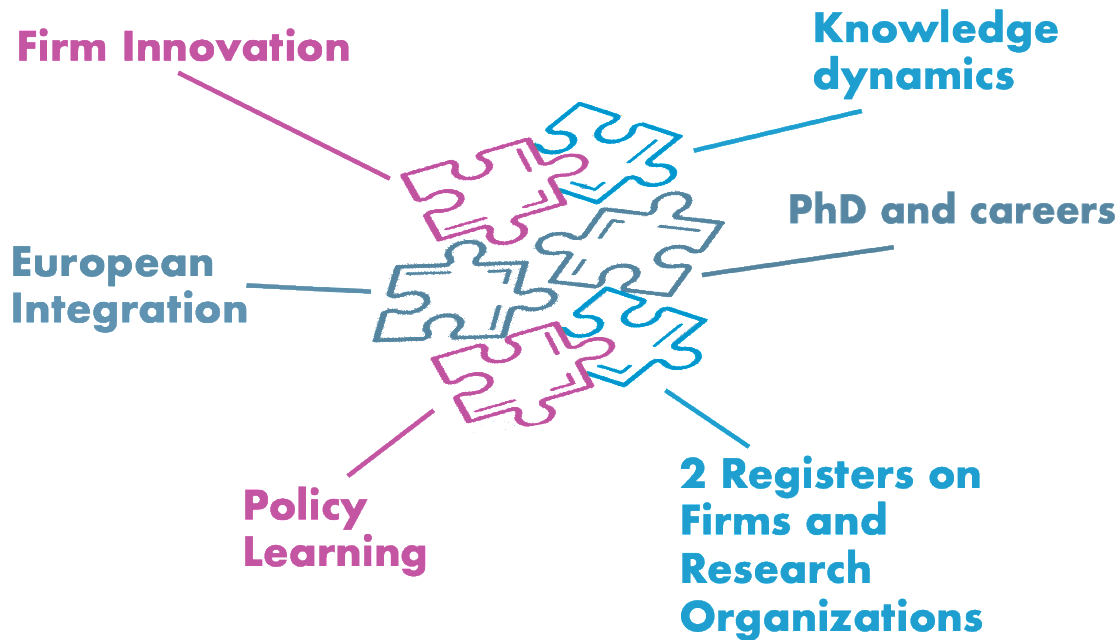 Firm Innovation
Knowledge
dynamics
PhD and careers
European
Integration
Policy
Learning
2 Registers on
Firms and
Research
Organizations